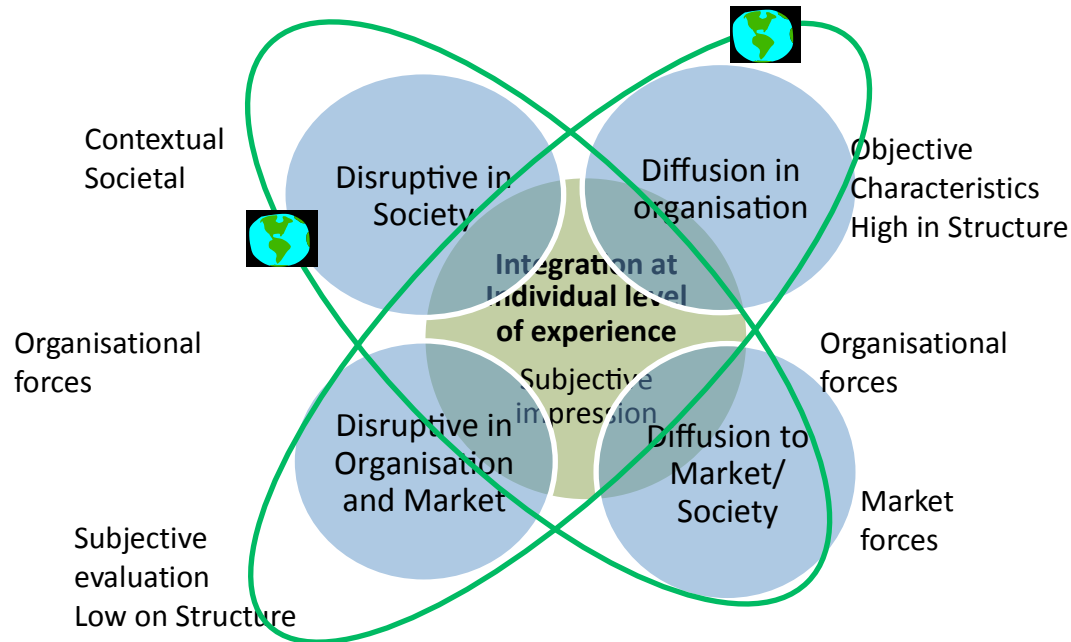 Contextual
Societal
Disruptive in
Society
Diffusion in
organisation
Objective
Characteristics
High in Structure
Integration at
Individual level
of experience
Subjective
impression
Organisational
forces
Organisational
forces
Disruptive in
Organisation
and Market
Diffusion to
Market/
Society
Market
forces
Subjective
evaluation
Low on Structure